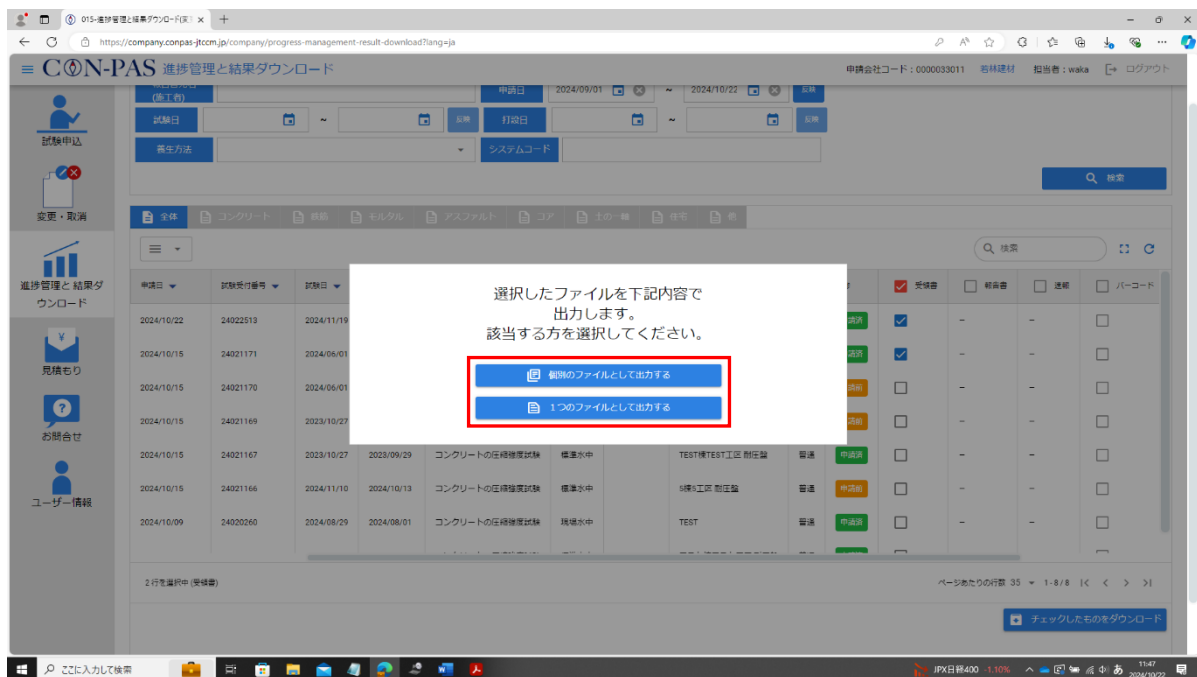 015-進捗管理と結果ダウンロード(実
https://company.conpas-jtccm.jp/company/progress-management-result-download?lang=ja
CON-PAS 進捗管理と結果ダウンロード
申請会社コード:0000033011 若林建材 担当者:waka ログアウト
(施工者)
申請日 2024/09/01 ~ 2024/10/22 反映
試験日 ~ 反映 打設日 ~ 反映
養生方法 システムコード
検索
試験申込
変更・取消
進捗管理と結果ダ
ウンロード
見積もり
お問合せ
ユーザー情報
全体 コンクリート 鉄筋 モルタル アスファルト コア 土の一軸 住宅 他
検索
申請日 試験受付番号 試験日 受領書 報告書 速報 バーコード
2024/10/22 24022513 2024/11/19 請済 - -
2024/10/15 24021171 2024/06/01 請済 - -
2024/10/15 24021170 2024/06/01 請前 - -
2024/10/15 24021169 2023/10/27 請前 - -
2024/10/15 24021167 2023/10/27 2023/09/29 コンクリートの圧縮強度試験 標準水中 TEST棟TEST工区 耐圧盤 普通 申請済 - -
2024/10/15 24021166 2024/11/10 2024/10/13 コンクリートの圧縮強度試験 標準水中 S棟S工区 耐圧盤 普通 申請前 - -
2024/10/09 24020260 2024/08/29 2024/08/01 コンクリートの圧縮強度試験 現場水中 TEST 普通 申請済 - -
選択したファイルを下記内容で
出力します。
該当する方を選択してください。
個別のファイルとして出力する
1つのファイルとして出力する
2行を選択中 (受領書)
ページあたりの行数 35 1-8/8
チェックしたものをダウンロード
ここに入力して検索
JPX日経400 -1.10%
あ
11:47
2024/10/22